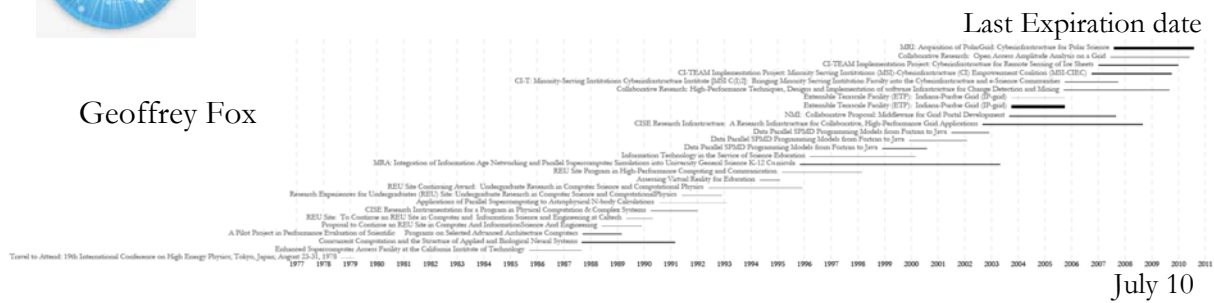 Last Expiration date
MRI: Acquisition of PolarGrid: Cyberinfrastructure for Polar Science
Collaborative Research: Open Access Amplitude Analysis on a Grid
CI-TEAM Implementation Project: Cyberinfrastructure for Remote Sensing of Ice Sheets
CI-TEAM Implementation Project: Minority Serving Institutions (MSI)-Cyberinfrastructure (CI) Empowerment Coalition (MSI-CIEC)
CI-T: Minority-Serving Institutions Cyberinfrastructure Institute [MSI C(I)2]: Bringing Minority Serving Institution Faculty into the Cyberinfrastructure and e-Science Communities
Collaborative Research: High-Performance Techniques, Designs and Implementation of software Infrastructure for Change Detection and Mining
Extensible Terascale Facility (ETF): Indiana-Purdue Grid (IP-grid)
Geoffrey Fox
Extensible Terascale Facility (ETF): Indiana-Purdue Grid (IP-grid)
NMI: Collaborative Proposal: Middleware for Grid Portal Development
CISE Research Infrastructure: A Research Infrastructure for Collaborative, High-Performance Grid Applications
Data Parallel SPMD Programming Models from Fortran to Java
Data Parallel SPMD Programming Models from Fortran to Java
Data Parallel SPMD Programming Models from Fortran to Java
Information Technology in the Service of Science Education
MRA: Integration of Information Age Networking and Parallel Supercomputer Simulations into University General Science K-12 Curricula
REU Site Program in High-Performance Computing and Communication
Assessing Virtual Reality for Education
REU Site Continuing Award: Undergraduate Research in Computer Science and Computational Physics
Research Experiences for Undergraduates (REU) Site: Undergraduate Research in Computer Science and ComputationalPhysics
Applications of Parallel Supercomputing to Astrophysical N-body Calculations
CISE Research Instrumentation for a Program in Physical Computation & Complex Systems
REU Site: To Continue an REU Site in Computer and Information Science and Engineering at Caltech
Proposal to Continue an REU Site in Computer And InformationScience And Engineering
A Pilot Project in Performance Evaluation of Scientific Programs on Selected Advanced Architecture Computers
Concurrent Computation and the Structure of Applied and Biological Neural Systems
Enhanced Supercomputer Access Facility at the California Institute of Technology
Travel to Attend: 19th International Conference on High Energy Physics; Tokyo, Japan; August 23-31, 1978
1977 1978 1979 1980 1981 1982 1983 1984 1985 1986 1987 1988 1989 1990 1991 1992 1993 1994 1995 1996 1997 1998 1999 2000 2001 2002 2003 2004 2005 2006 2007 2008 2009 2010 2011
July 10